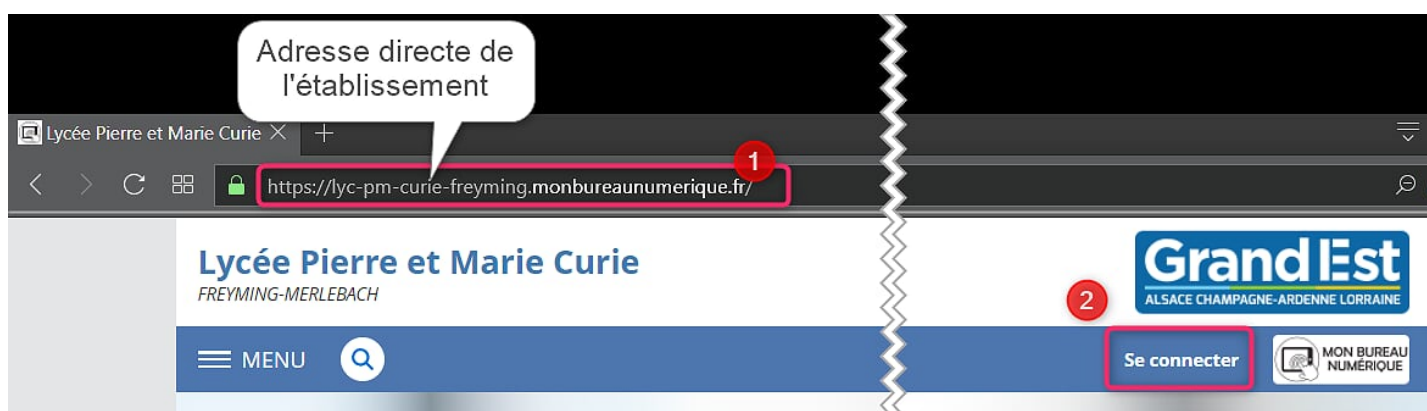 Adresse directe de
l'établissement
Lycée Pierre et Marie Curie
1
https://lyc-pm-curie-freyming.monbureaunumerique.fr/
Lycée Pierre et Marie Curie
FREYMING-MERLEBACH
Grand Est
ALSACE CHAMPAGNE-ARDENNE LORRAINE
2
MENU
Se connecter
MON BUREAU
NUMÉRIQUE